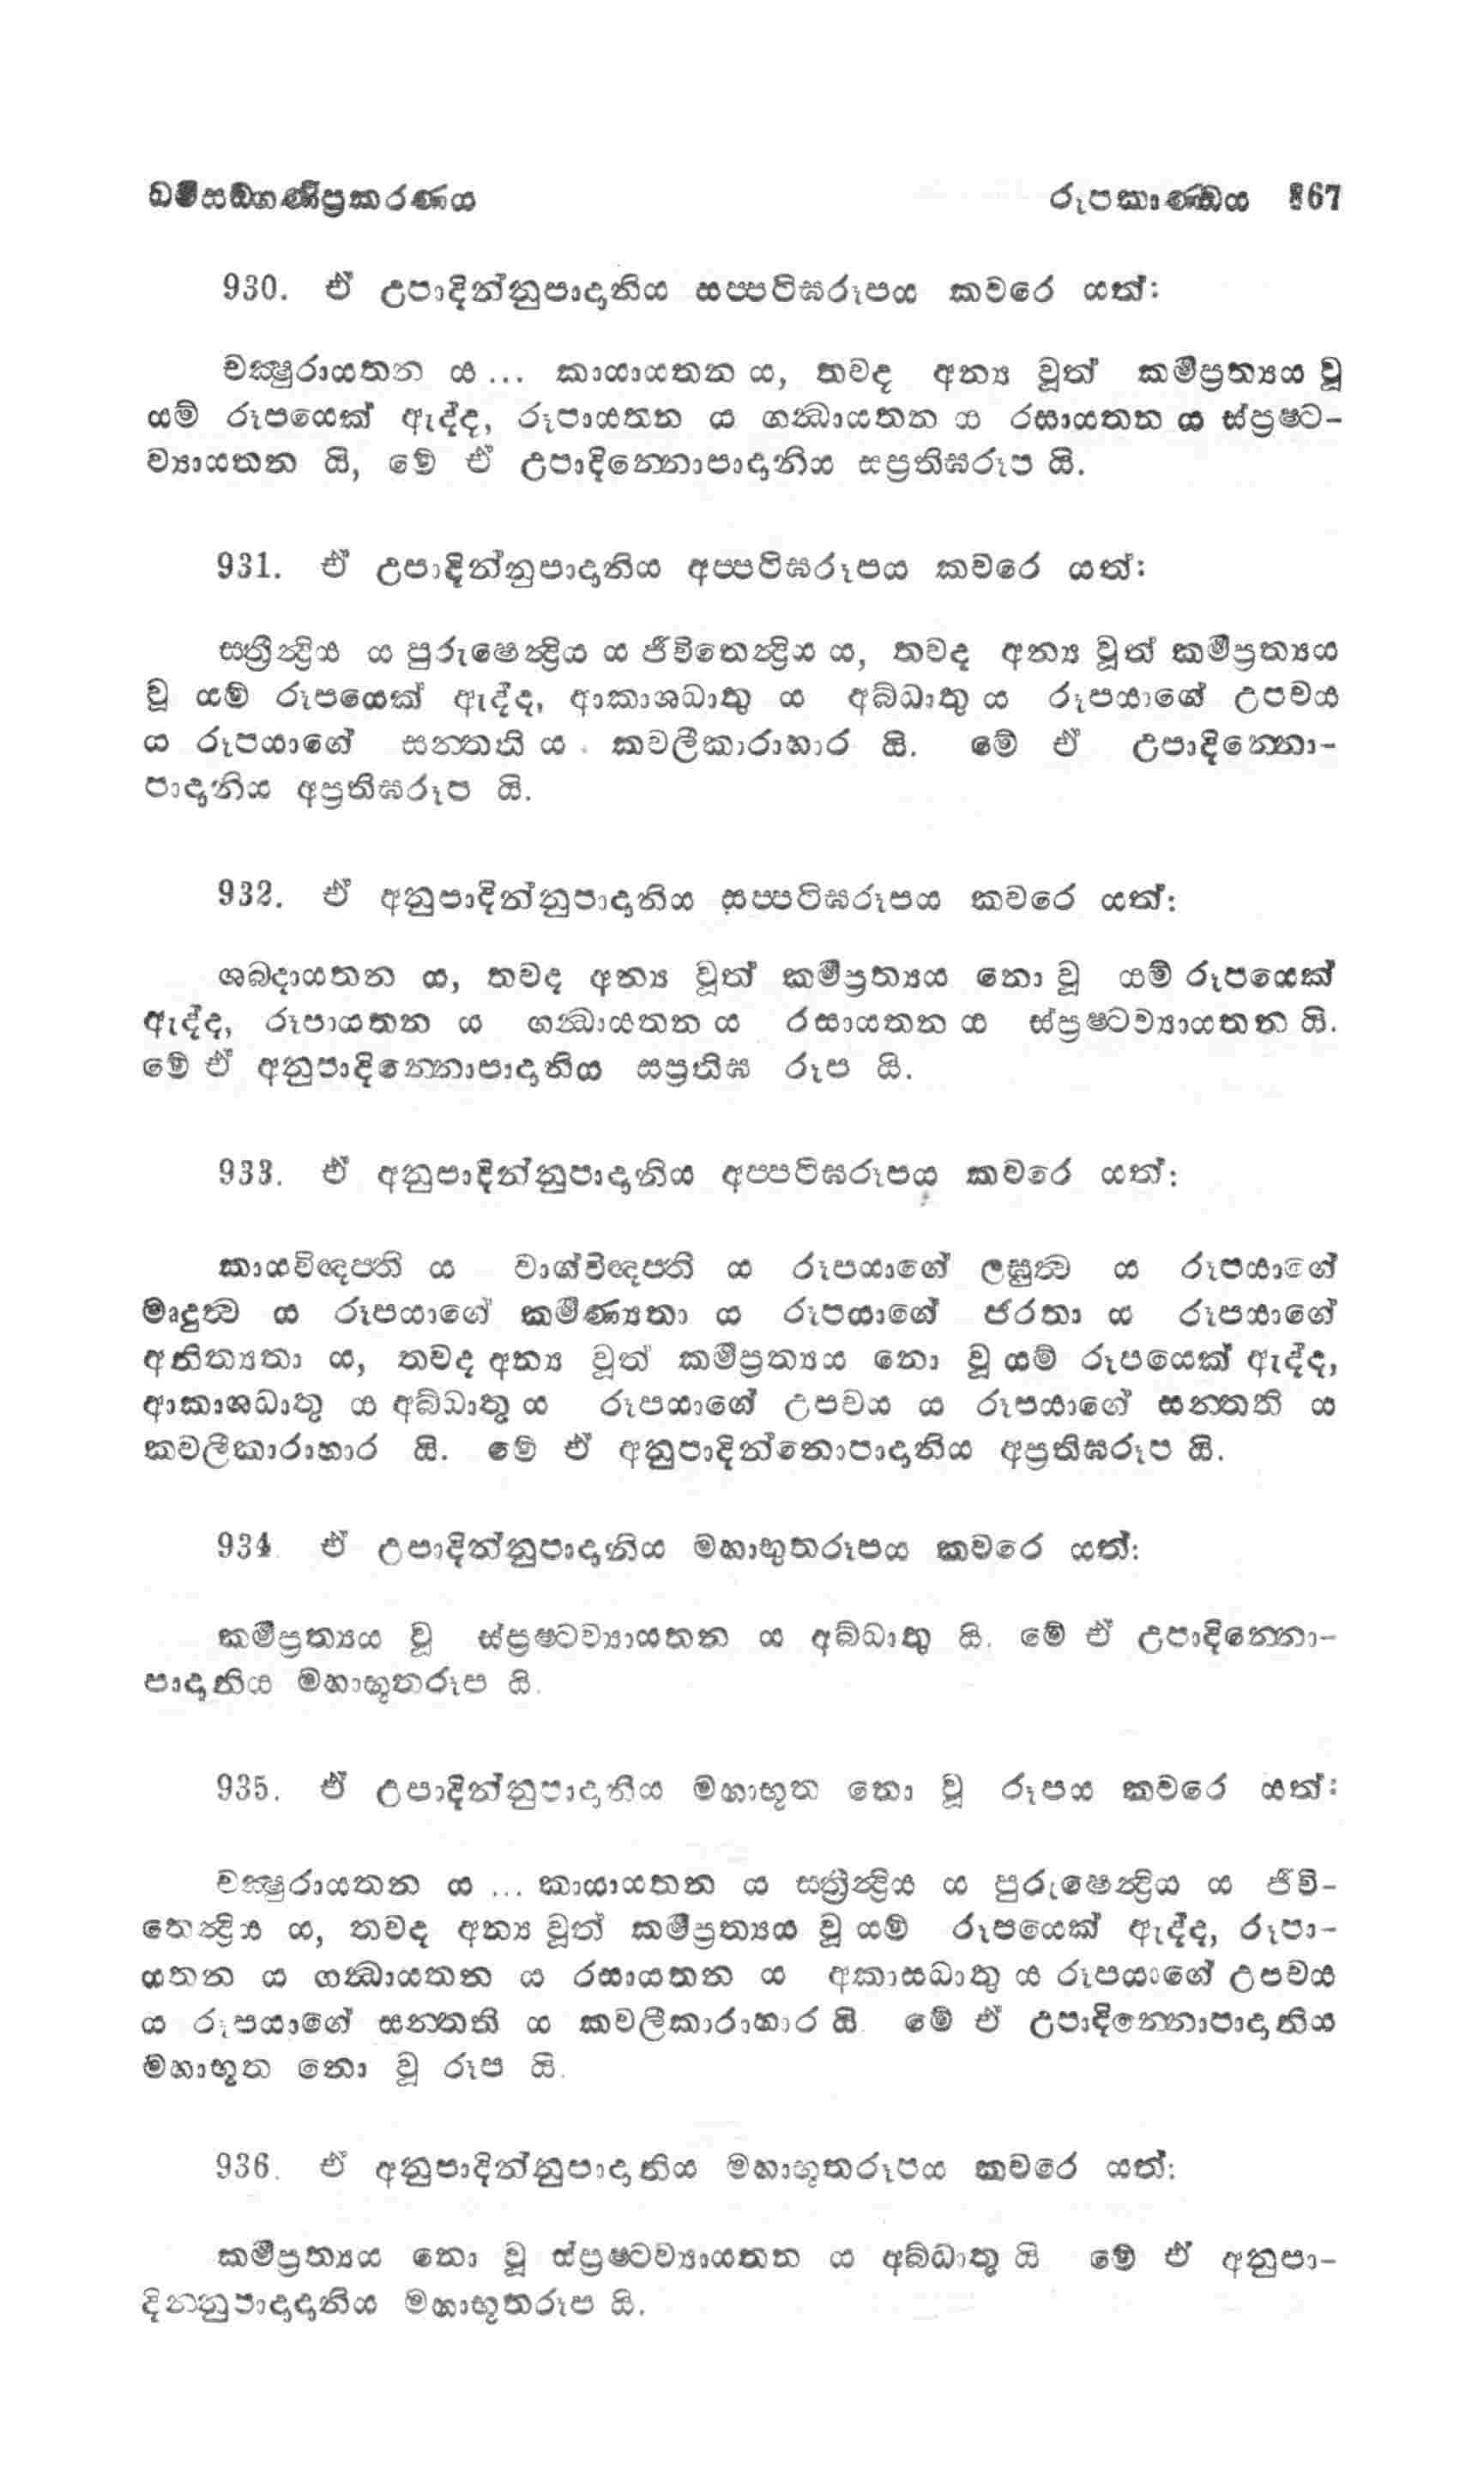 ධර්මසඞ්ගණිප්‍රකරණය රූපකාණ්ඩය 367
930. ඒ උපාදින්නුපාදානිය සප්පටිඝරූපය කවරේ යත්:
චක්‍ෂුරායතන ය ... කායායතන ය, තවද අන්‍ය වූත් කර්මප්‍රත්‍යය වූ
යම් රූපයෙක් ඇද්ද, රූපායතන ය ගන්‍ධායතන ය රසායතන ය ස්ප්‍රෂ්ට-
ව්‍යායතන යි, මේ ඒ උපාදින්නොපාදානිය සප්‍රතිඝරූප යි.
931. ඒ උපාදින්නුපාදානිය අප්පටිඝරූපය කවරේ යත්:
ස්ත්‍රීන්‍ද්‍රිය ය පුරුෂෙන්‍ද්‍රිය ය ජීවිතෙන්‍ද්‍රිය ය, තවද අන්‍ය වූත් කර්මප්‍රත්‍යය
වූ යම් රූපයෙක් ඇද්ද, ආකාශධාතු ය අබ්ධාතු ය රූපයාගේ උපචය
ය රූපයාගේ සන්තති ය කවලීකාරාහාර යි. මේ ඒ උපාදින්නො-
පාදානිය අප්‍රතිඝරූප යි.
932. ඒ අනුපාදින්නුපාදානිය සප්පටිඝරූපය කවරේ යත්:
ශබ්දායතන ය, තවද අන්‍ය වූත් කර්මප්‍රත්‍යය නො වූ යම් රූපයෙක්
ඇද්ද, රූපායතන ය ගන්‍ධායතන ය රසායතන ය ස්ප්‍රෂ්ටව්‍යායතන යි.
මේ ඒ අනුපාදින්නොපාදානිය සප්‍රතිඝ රූප යි.
933. ඒ අනුපාදින්නුපාදානිය අප්පටිඝරූපය කවරේ යත්:
කායවිඥප්ති ය වාග්විඥප්ති ය රූපයාගේ ලඝුත්‍ව ය රූපයාගේ
මෘදුත්‍ව ය රූපයාගේ කර්මණ්‍යතා ය රූපයාගේ ජරතා ය රූපයාගේ
අනිත්‍යතා ය, තවද අන්‍ය වූත් කර්මප්‍රත්‍යය නො වූ යම් රූපයෙක් ඇද්ද,
ආකාශධාතු ය අබ්ධාතු ය රූපයාගේ උපචය ය රූපයාගේ සන්තති ය
කවලීකාරාහාර යි. මේ ඒ අනුපාදින්නොපාදානිය අප්‍රතිඝරූප යි.
934 ඒ උපාදින්නුපාදානිය මහාභූතරූපය කවරේ යත්:
කර්මප්‍රත්‍යය වූ ස්ප්‍රෂ්ටව්‍යායතන ය අබ්ධාතු යි. මේ ඒ උපාදින්නො-
පාදානිය මහාභූතරූප යි.
935. ඒ උපාදින්නුපාදානිය මහාභූත නො වූ රූපය කවරේ යත්:
චක්‍ෂුරායතන ය ... කායායතන ය ස්ත්‍රීන්‍ද්‍රිය ය පුරුෂෙන්‍ද්‍රිය ය ජීවි-
තෙන්‍ද්‍රිය ය, තවද අන්‍ය වූත් කර්මප්‍රත්‍යය වූ යම් රූපයෙක් ඇද්ද, රූපා-
යතන ය ගන්‍ධායතන ය රසායතන ය අකාසධාතු ය රූපයාගේ උපචය
ය රූපයාගේ සන්තති ය කවලීකාරාහාර යි. මේ ඒ උපාදින්නොපාදානිය
මහාභූත නො වූ රූප යි.
936. ඒ අනුපාදින්නුපාදානිය මහාභූතරූපය කවරේ යත්:
කර්මප්‍රත්‍යය නො වූ ස්ප්‍රෂ්ටව්‍යායතන ය අබ්ධාතු යි මේ ඒ අනුපා-
දින්නුපාදාදානිය මහාභූතරූප යි.